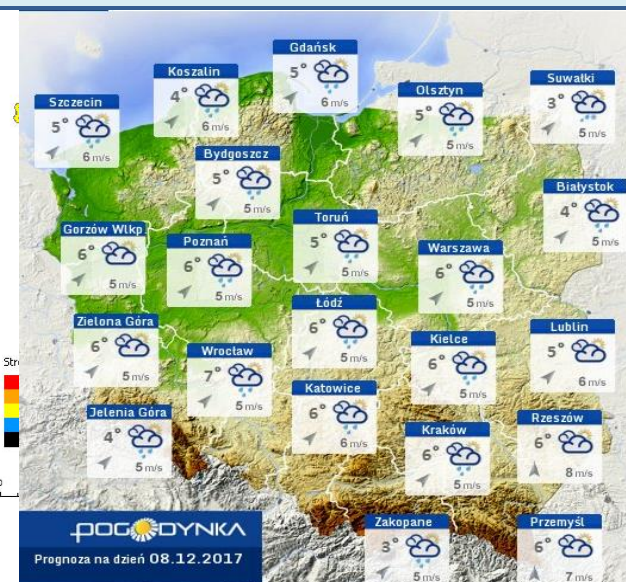 Gdańsk
5° 6 m/s
Koszalin
4° 6 m/s
Suwałki
3° 5 m/s
Olsztyn
5° 5 m/s
Szczecin
5° 6 m/s
Bydgoszcz
5° 5 m/s
Białystok
4° 5 m/s
Toruń
5° 5 m/s
Gorzów Wlkp.
6° 5 m/s
Poznań
6° 5 m/s
Warszawa
6° 5 m/s
Łódź
6° 5 m/s
Zielona Góra
6° 5 m/s
Lublin
5° 6 m/s
Kielce
6° 5 m/s
Wrocław
7° 5 m/s
Katowice
6° 6 m/s
Jelenia Góra
4° 5 m/s
Rzeszów
6° 8 m/s
Kraków
6° 5 m/s
Zakopane
3° 5 m/s
Przemyśl
6° 7 m/s
POGODYNKA
Prognoza na dzień 08.12.2017